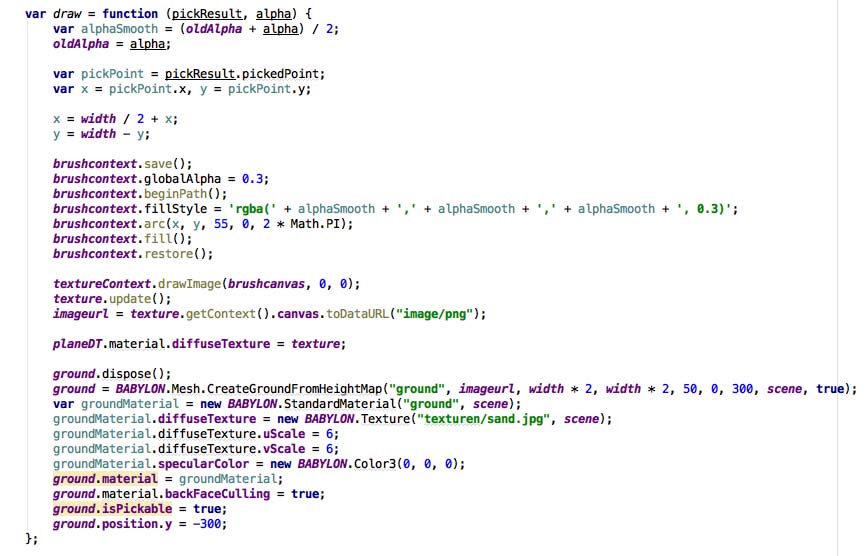 var draw = function (pickResult, alpha) {
    var alphaSmooth = (oldAlpha + alpha) / 2;
    oldAlpha = alpha;

    var pickPoint = pickResult.pickedPoint;
    var x = pickPoint.x, y = pickPoint.y;

    x = width / 2 + x;
    y = width - y;

    brushcontext.save();
    brushcontext.globalAlpha = 0.3;
    brushcontext.beginPath();
    brushcontext.fillStyle = 'rgba(' + alphaSmooth + ',' + alphaSmooth + ',' + alphaSmooth + ', 0.3)';
    brushcontext.arc(x, y, 55, 0, 2 * Math.PI);
    brushcontext.fill();
    brushcontext.restore();

    textureContext.drawImage(brushcanvas, 0, 0);
    texture.update();
    imageurl = texture.getContext().canvas.toDataURL("image/png");

    planeDT.material.diffuseTexture = texture;

    ground.dispose();
    ground = BABYLON.Mesh.CreateGroundFromHeightMap("ground", imageurl, width * 2, width * 2, 50, 0, 300, scene, true);
    var groundMaterial = new BABYLON.StandardMaterial("ground", scene);
    groundMaterial.diffuseTexture = new BABYLON.Texture("texturen/sand.jpg", scene);
    groundMaterial.diffuseTexture.uScale = 6;
    groundMaterial.diffuseTexture.vScale = 6;
    groundMaterial.specularColor = new BABYLON.Color3(0, 0, 0);
    ground.material = groundMaterial;
    ground.material.backFaceCulling = true;
    ground.isPickable = true;
    ground.position.y = -300;
};